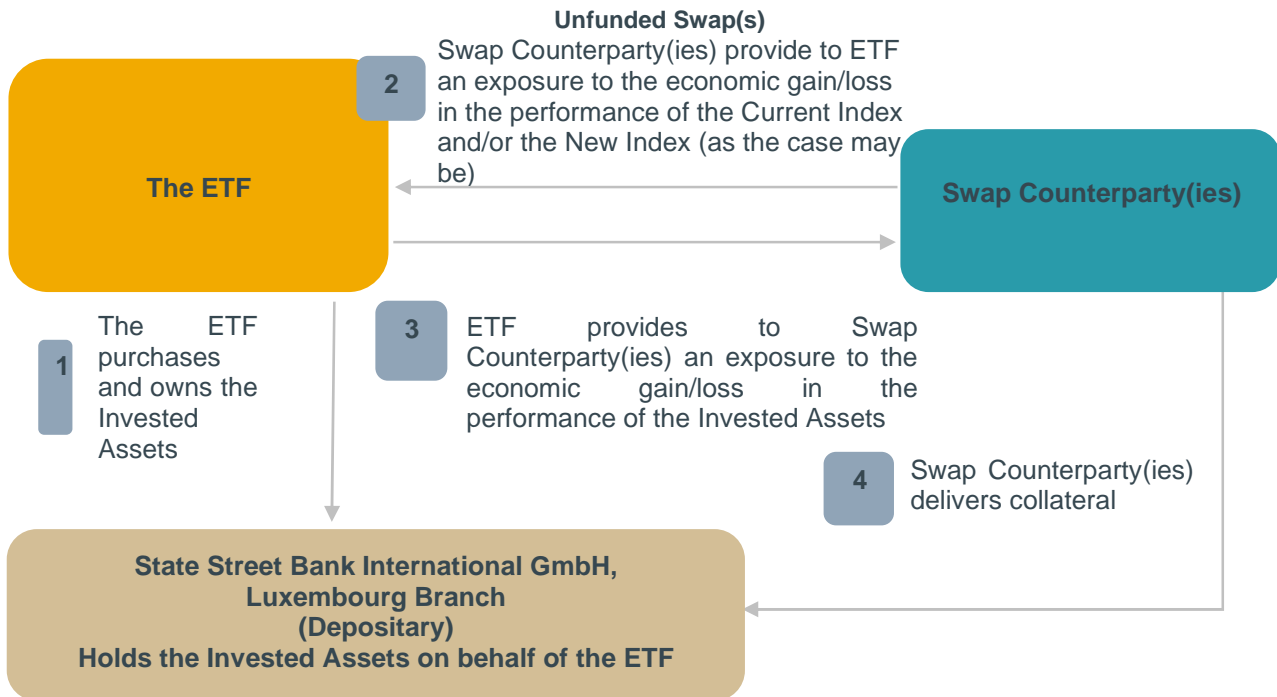 Unfunded Swap(s)
2
Swap Counterparty(ies) provide to ETF
an exposure to the economic gain/loss
in the performance of the Current Index
and/or the New Index (as the case may
be)
The ETF
Swap Counterparty(ies)
1
The ETF
purchases
and owns the
Invested
Assets
3
ETF provides to Swap
Counterparty(ies) an exposure to the
economic gain/loss in the
performance of the Invested Assets
4
Swap Counterparty(ies)
delivers collateral
State Street Bank International GmbH,
Luxembourg Branch
(Depositary)
Holds the Invested Assets on behalf of the ETF